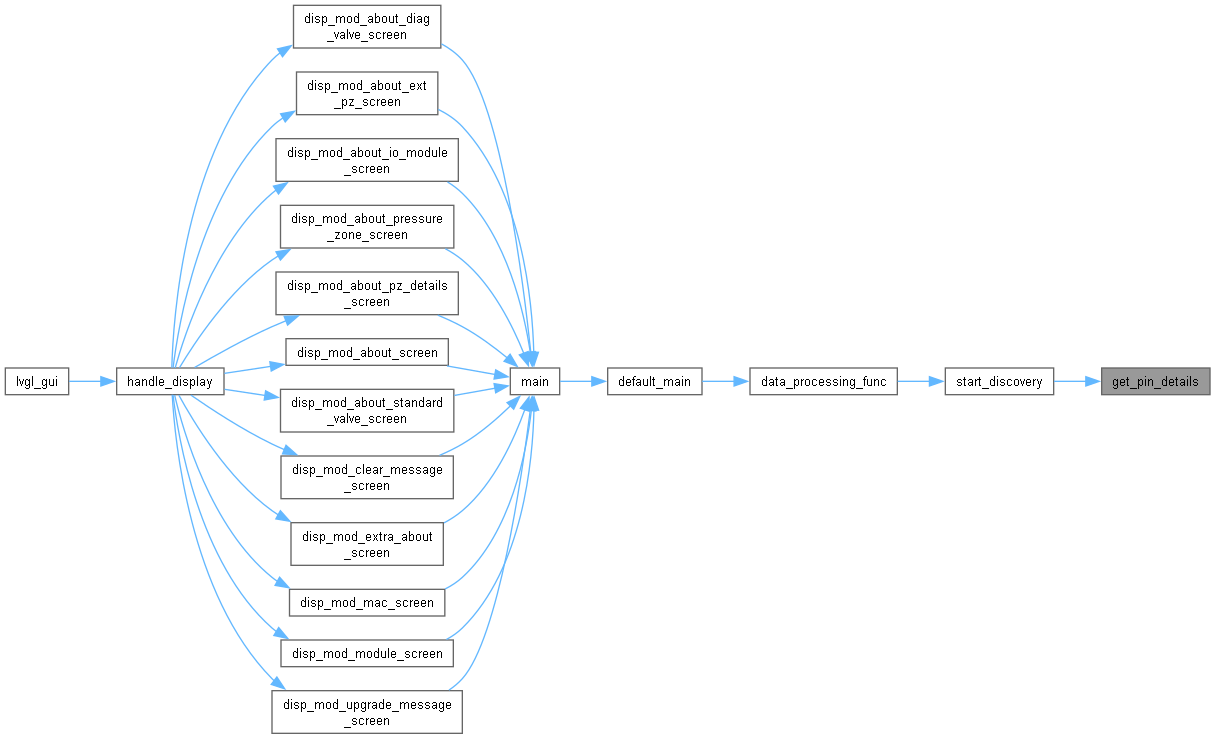 disp_mod_about_diag
_valve_screen
disp_mod_about_ext
_pz_screen
disp_mod_about_io_module
_screen
disp_mod_about_pressure
_zone_screen
disp_mod_about_pz_details
_screen
disp_mod_about_screen
lvgl_gui
handle_display
main
default_main
data_processing_func
start_discovery
get_pin_details
disp_mod_about_standard
_valve_screen
disp_mod_clear_message
_screen
disp_mod_extra_about
_screen
disp_mod_mac_screen
disp_mod_module_screen
disp_mod_upgrade_message
_screen